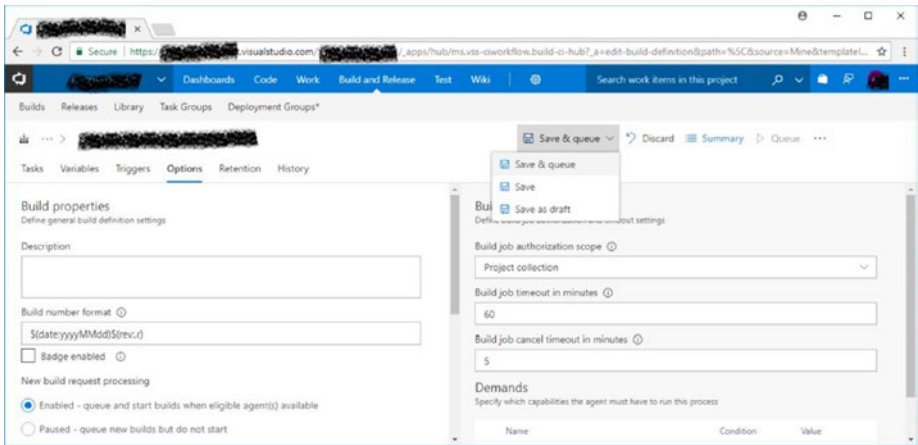 Secure https:/ .visualstudio.com/ /_apps/hub/ms.vss-ciworkflow.build-ci-hub?_a=edit-build-definition&path=%5C&source=Mine&templateI...
Dashboards Code Work Build and Release Test Wiki Search work items in this project
Builds Releases Library Task Groups Deployment Groups*
... > Save & queue Discard Summary Queue ...
Tasks Variables Triggers Options Retention History
Save & queue
Save
Save as draft
Build properties
Define general build definition settings
Description
Build number format
$(date:yyyyMMdd)$(rev:.r)
Badge enabled
New build request processing
Enabled - queue and start builds when eligible agent(s) available
Paused - queue new builds but do not start
Bui
Build job authorization scope
Project collection
Build job timeout in minutes
60
Build job cancel timeout in minutes
5
Demands
Specify which capabilities the agent must have to run this process
Name Condition Value